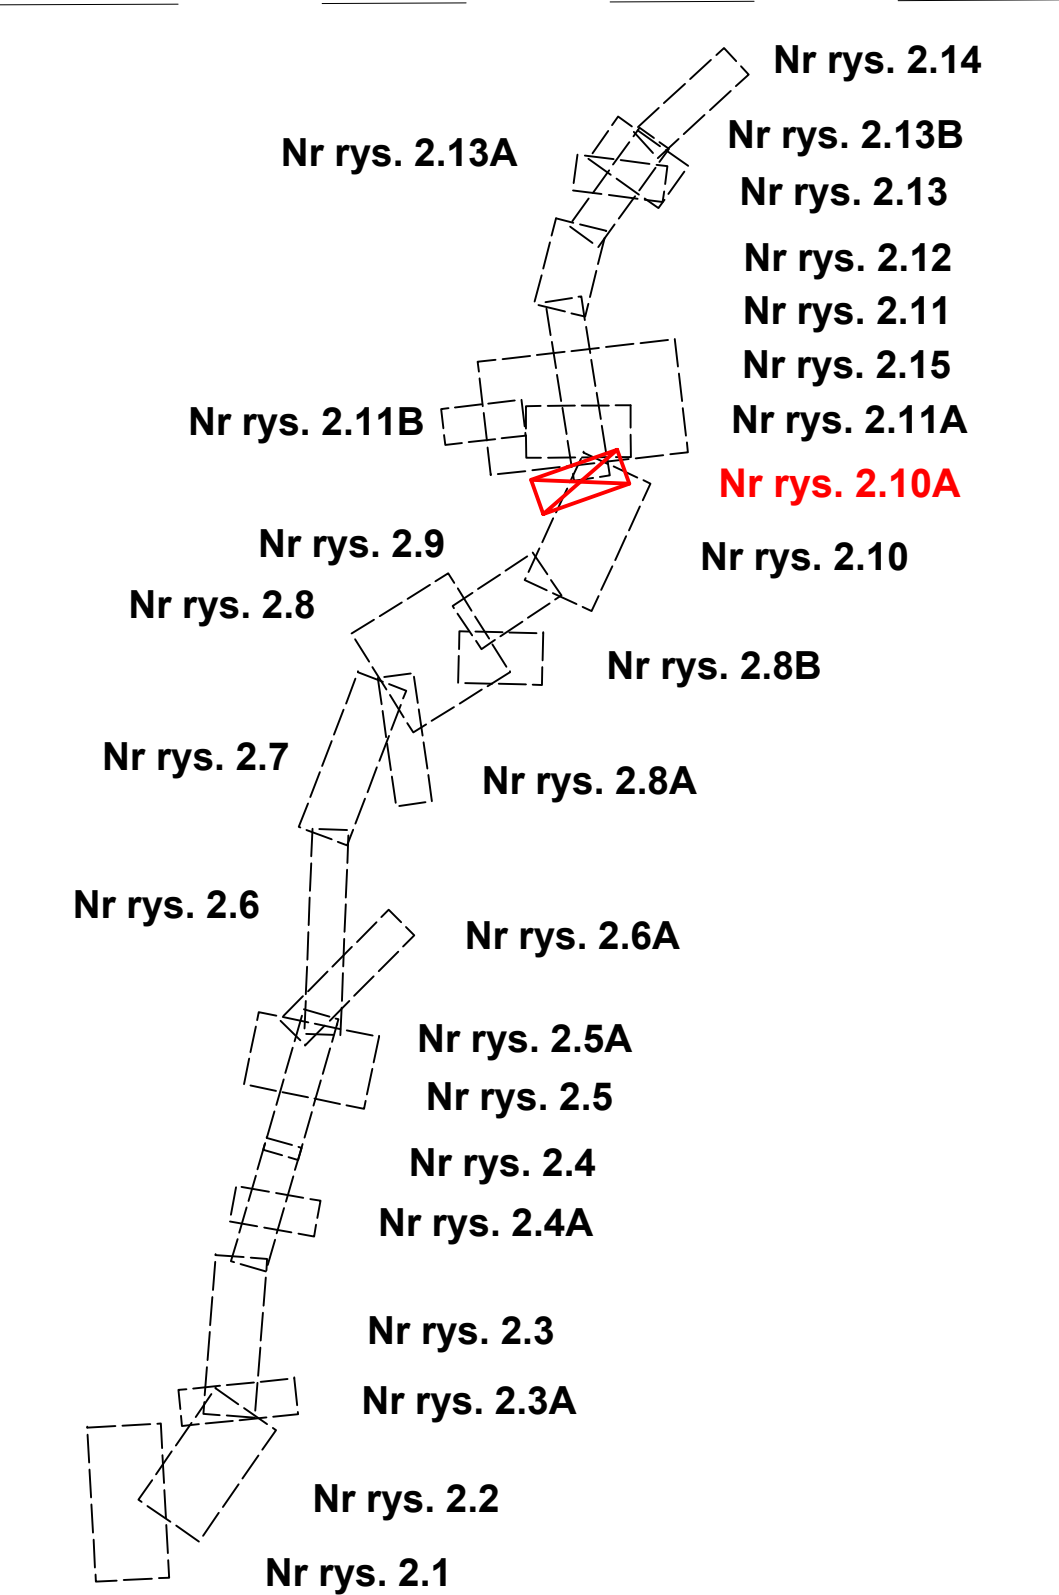 Nr rys. 2.14
Nr rys. 2.13B
Nr rys. 2.13A
Nr rys. 2.13
Nr rys. 2.12
Nr rys. 2.11
Nr rys. 2.15
Nr rys. 2.11A
Nr rys. 2.11B
Nr rys. 2.10A
Nr rys. 2.9
Nr rys. 2.10
Nr rys. 2.8
Nr rys. 2.8B
Nr rys. 2.7
Nr rys. 2.8A
Nr rys. 2.6
Nr rys. 2.6A
Nr rys. 2.5A
Nr rys. 2.5
Nr rys. 2.4
Nr rys. 2.4A
Nr rys. 2.3
Nr rys. 2.3A
Nr rys. 2.2
Nr rys. 2.1